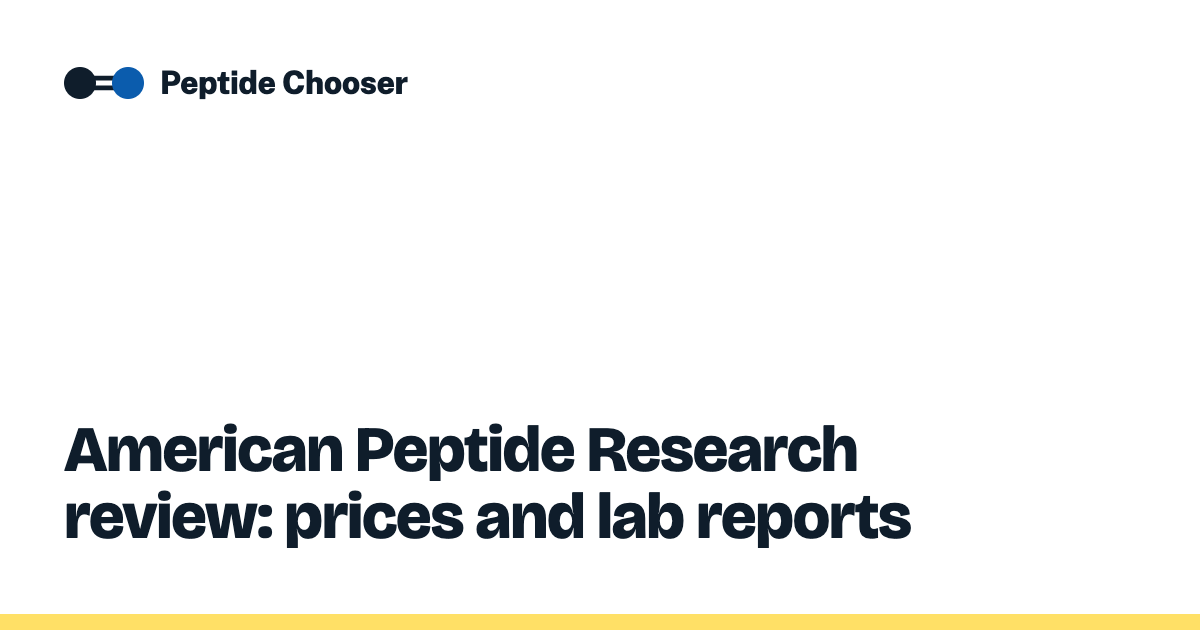 Peptide Chooser
American Peptide Research
review: prices and lab reports